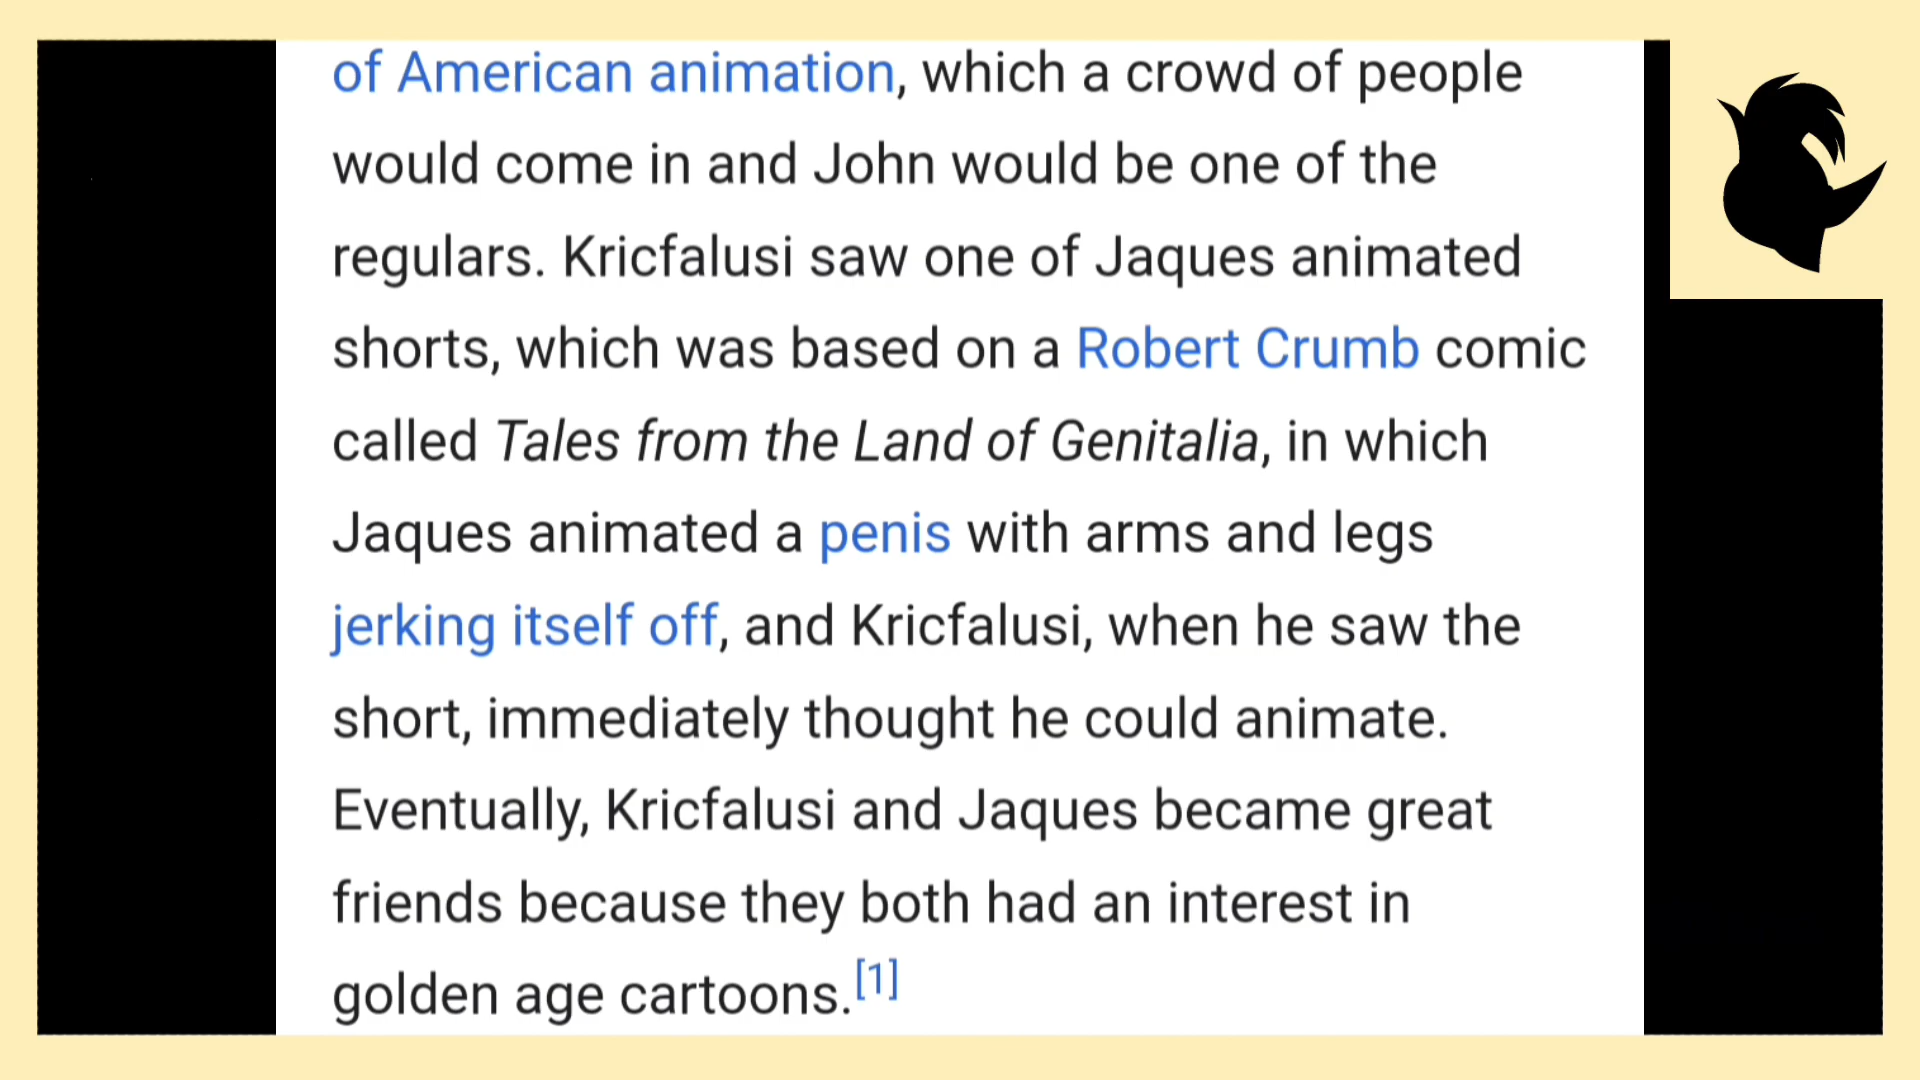 of American animation, which a crowd of people
would come in and John would be one of the
regulars. Kricfalusi saw one of Jaques animated
shorts, which was based on a Robert Crumb comic
called Tales from the Land of Genitalia, in which
Jaques animated a penis with arms and legs
jerking itself off, and Kricfalusi, when he saw the
short, immediately thought he could animate.
Eventually, Kricfalusi and Jaques became great
friends because they both had an interest in
golden age cartoons.[1]